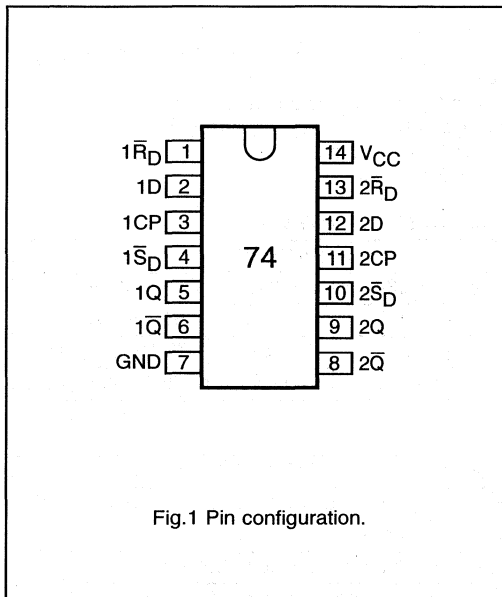 1R̅D 1
1D 2
1CP 3
1S̅D 4
1Q 5
1Q̅ 6
GND 7
74
14 VCC
13 2R̅D
12 2D
11 2CP
10 2S̅D
9 2Q
8 2Q̅
Fig.1 Pin configuration.